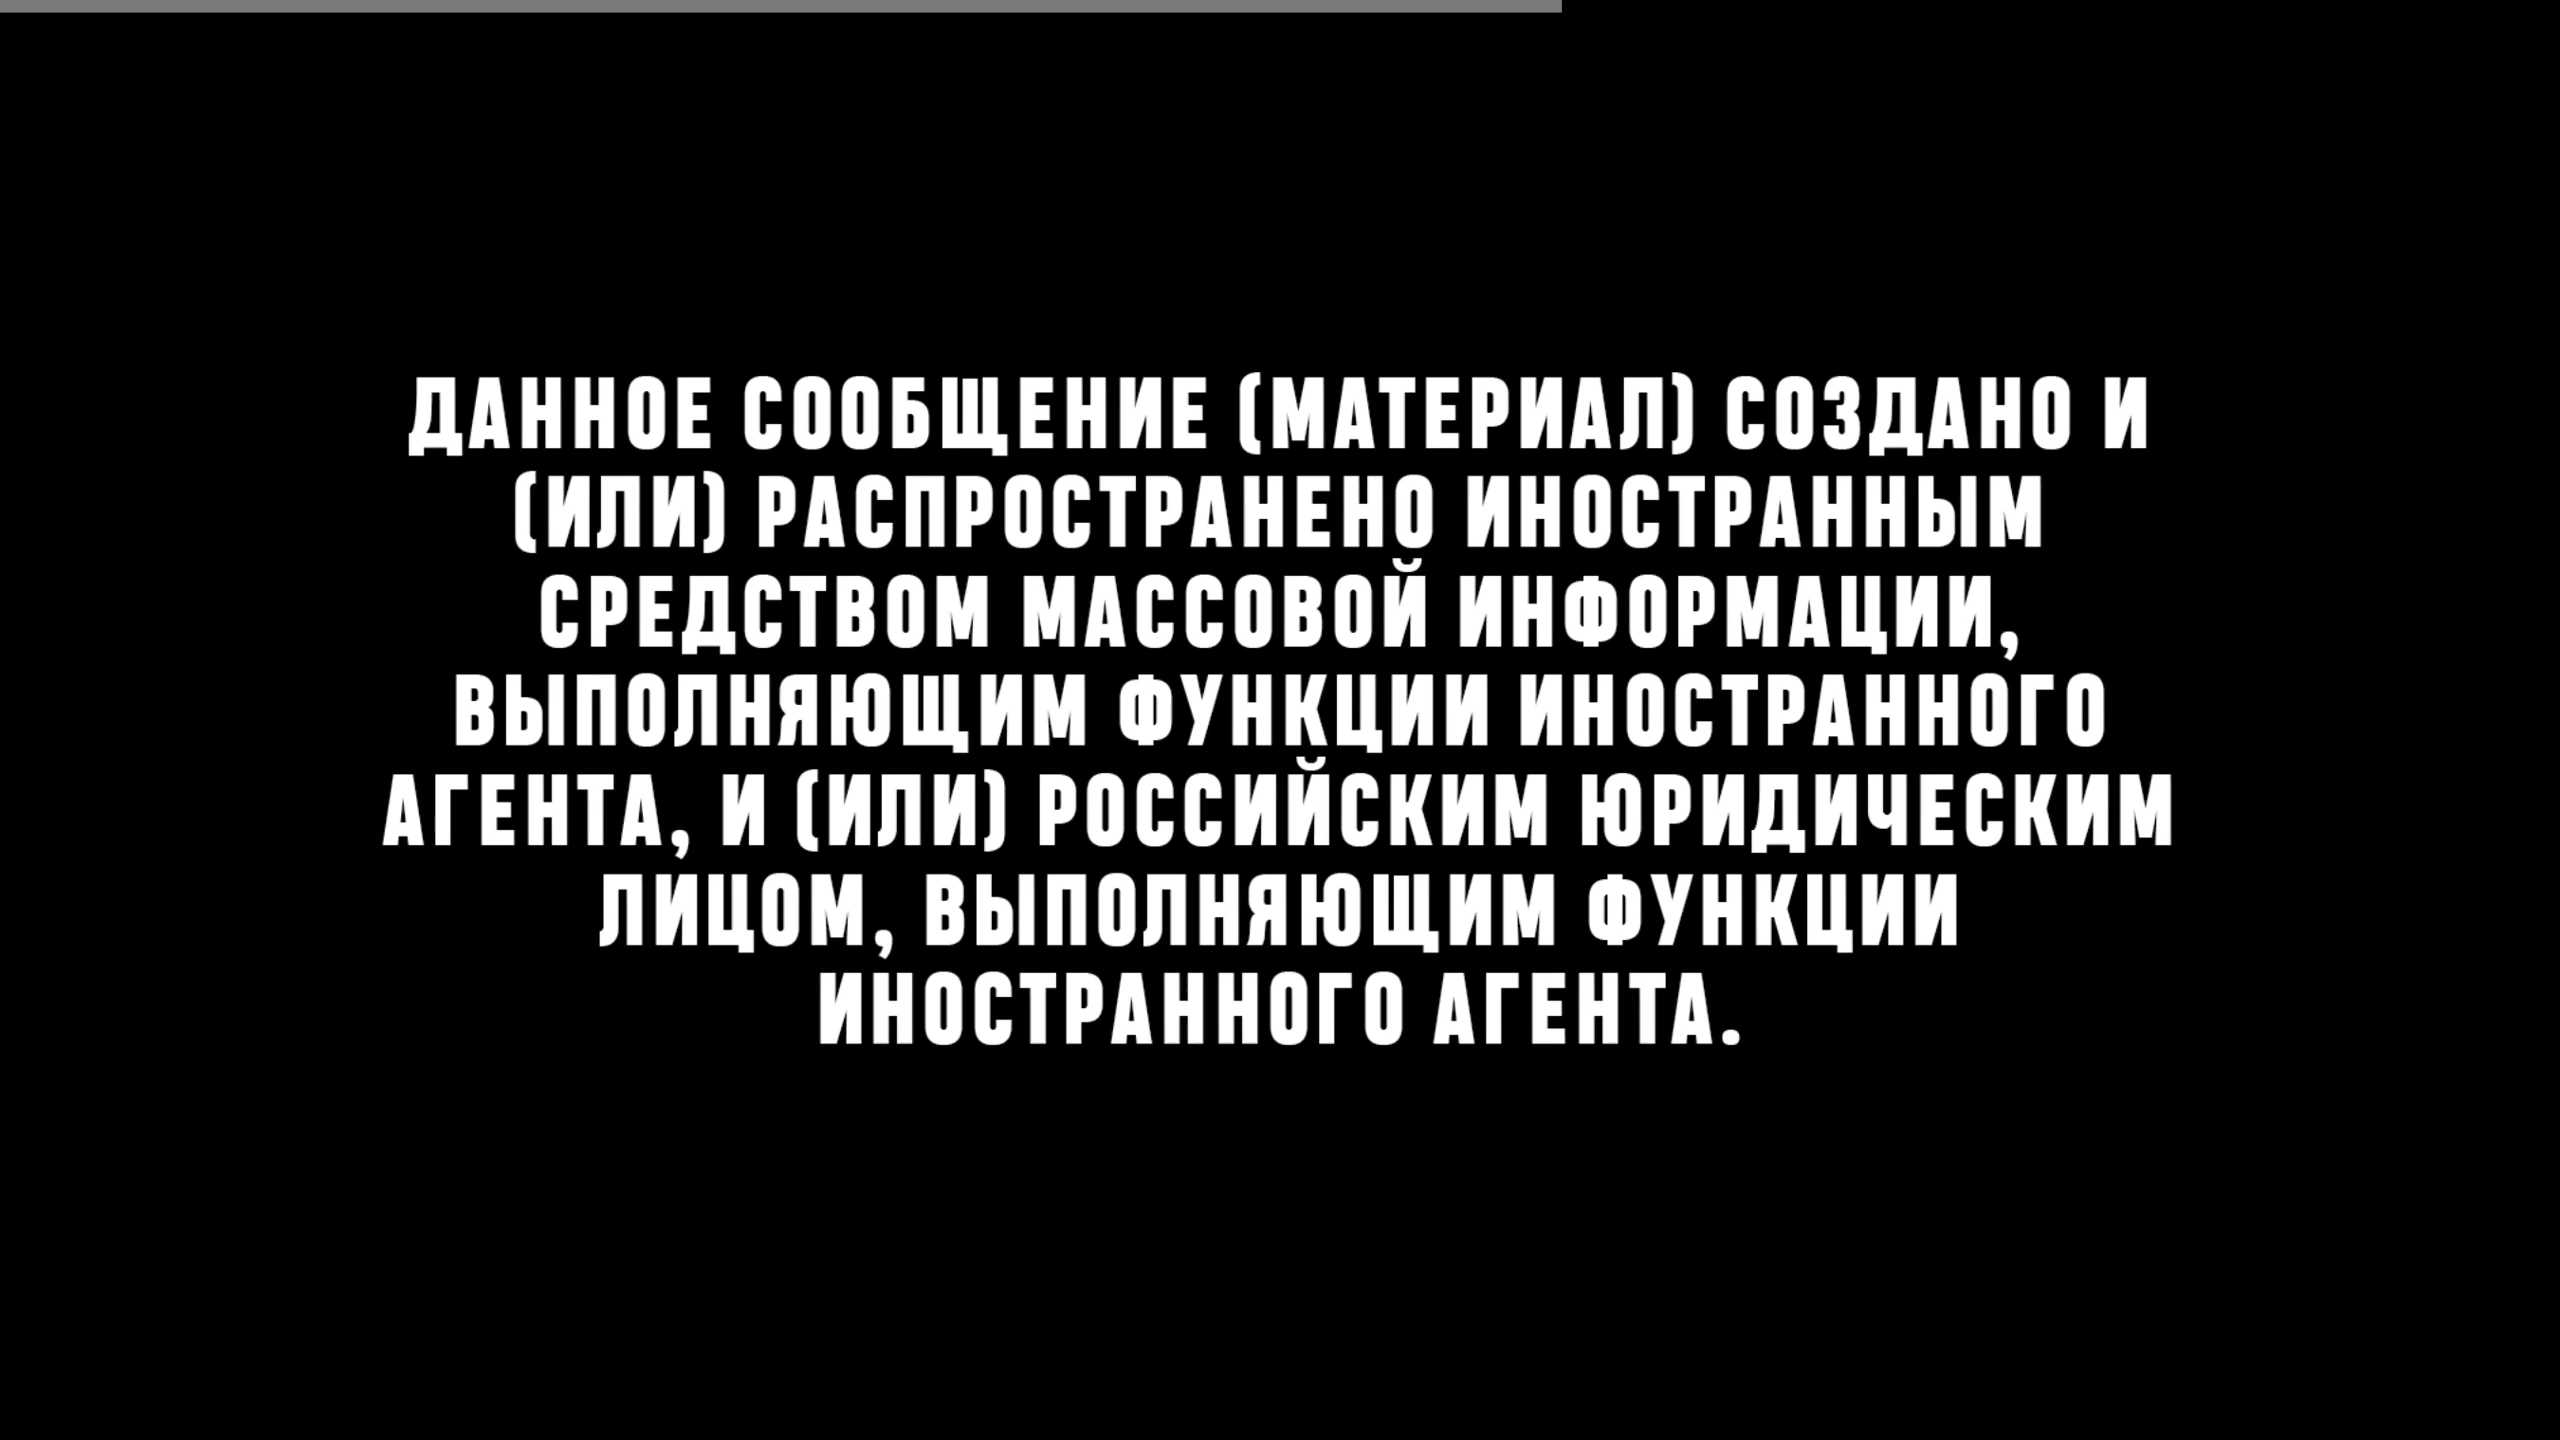 ДАННОЕ СООБЩЕНИЕ (МАТЕРИАЛ) СОЗДАНО И
(ИЛИ) РАСПРОСТРАНЕНО ИНОСТРАННЫМ
СРЕДСТВОМ МАССОВОЙ ИНФОРМАЦИИ,
ВЫПОЛНЯЮЩИМ ФУНКЦИИ ИНОСТРАННОГО
АГЕНТА, И (ИЛИ) РОССИЙСКИМ ЮРИДИЧЕСКИМ
ЛИЦОМ, ВЫПОЛНЯЮЩИМ ФУНКЦИИ
ИНОСТРАННОГО АГЕНТА.